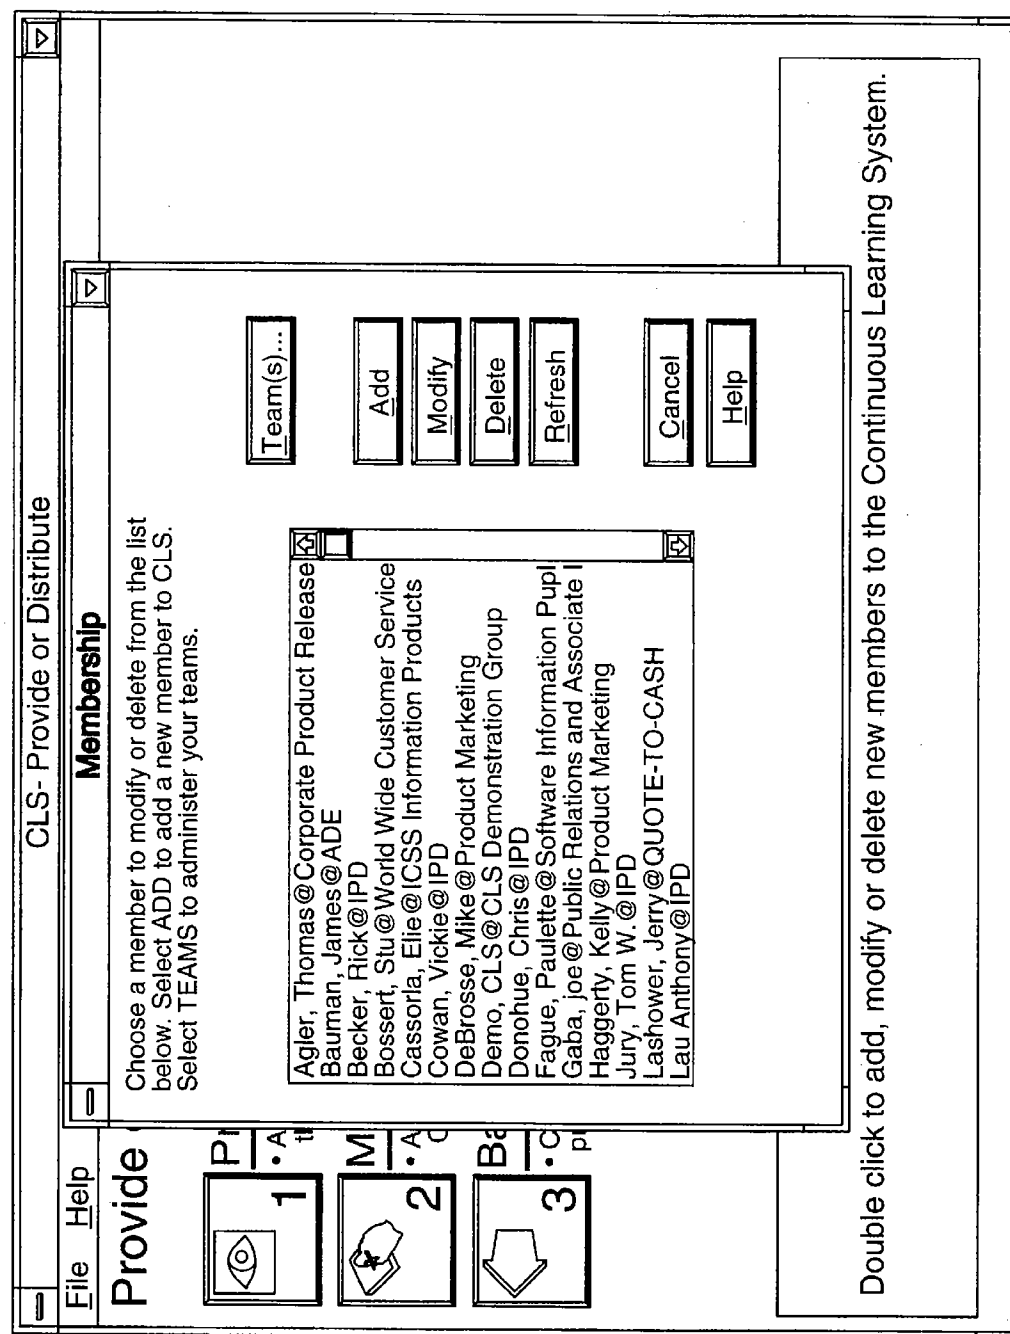 CLS- Provide or Distribute
File Help
Membership
Provide
Choose a member to modify or delete from the list
below. Select ADD to add a new member to CLS.
Select TEAMS to administer your teams.
Team(s)...
1
2
3
Agler, Thomas@Corporate Product Release
Bauman, James@ADE
Becker, Rick@IPD
Bossert, Stu@World Wide Customer Service
Cassorla, Elie@ICSS Information Products
Cowan, Vickie@IPD
DeBrosse, Mike@Product Marketing
Demo, CLS@CLS Demonstration Group
Donohue, Chris@IPD
Fague, Paulette@Software Information Pupl
Gaba, joe@Public Relations and Associate I
Haggerty, Kelly@Product Marketing
Jury, Tom W.@IPD
Lashower, Jerry@QUOTE-TO-CASH
Lau Anthony@IPD
Add
Modify
Delete
Refresh
Cancel
Help
Double click to add, modify or delete new members to the Continuous Learning System.